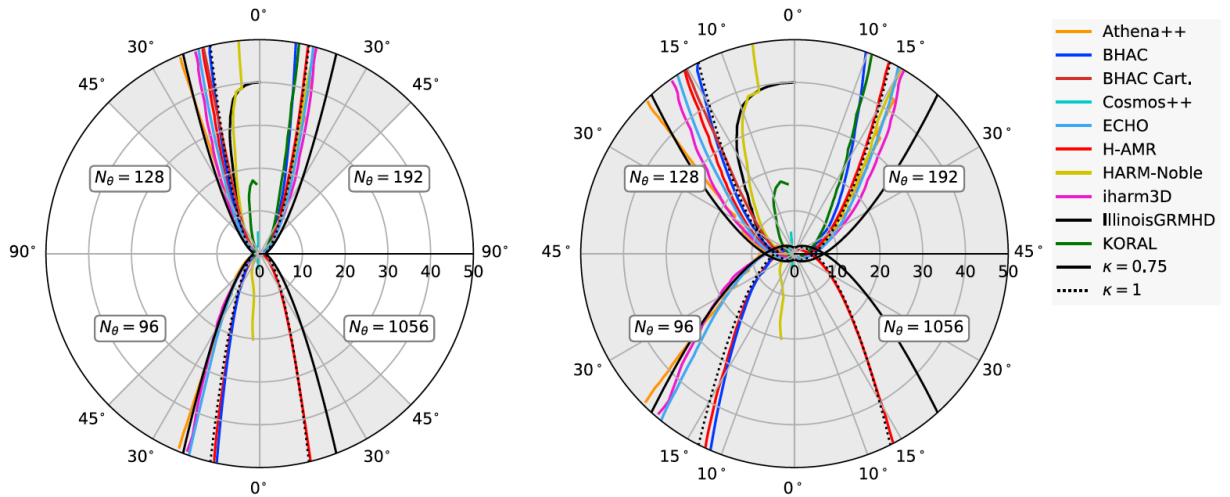 0°
30°
30°
45°
45°
N_θ = 128
N_θ = 192
90°
90°
0
10
20
30
40
50
N_θ = 96
N_θ = 1056
45°
45°
30°
30°
0°
0°
10°
10°
15°
15°
30°
30°
N_θ = 128
N_θ = 192
45°
45°
0
10
20
30
40
50
N_θ = 96
N_θ = 1056
30°
30°
15°
15°
10°
10°
0°
Athena++
BHAC
BHAC Cart.
Cosmos++
ECHO
H-AMR
HARM-Noble
iharm3D
IllinoisGRMHD
KORAL
κ = 0.75
κ = 1